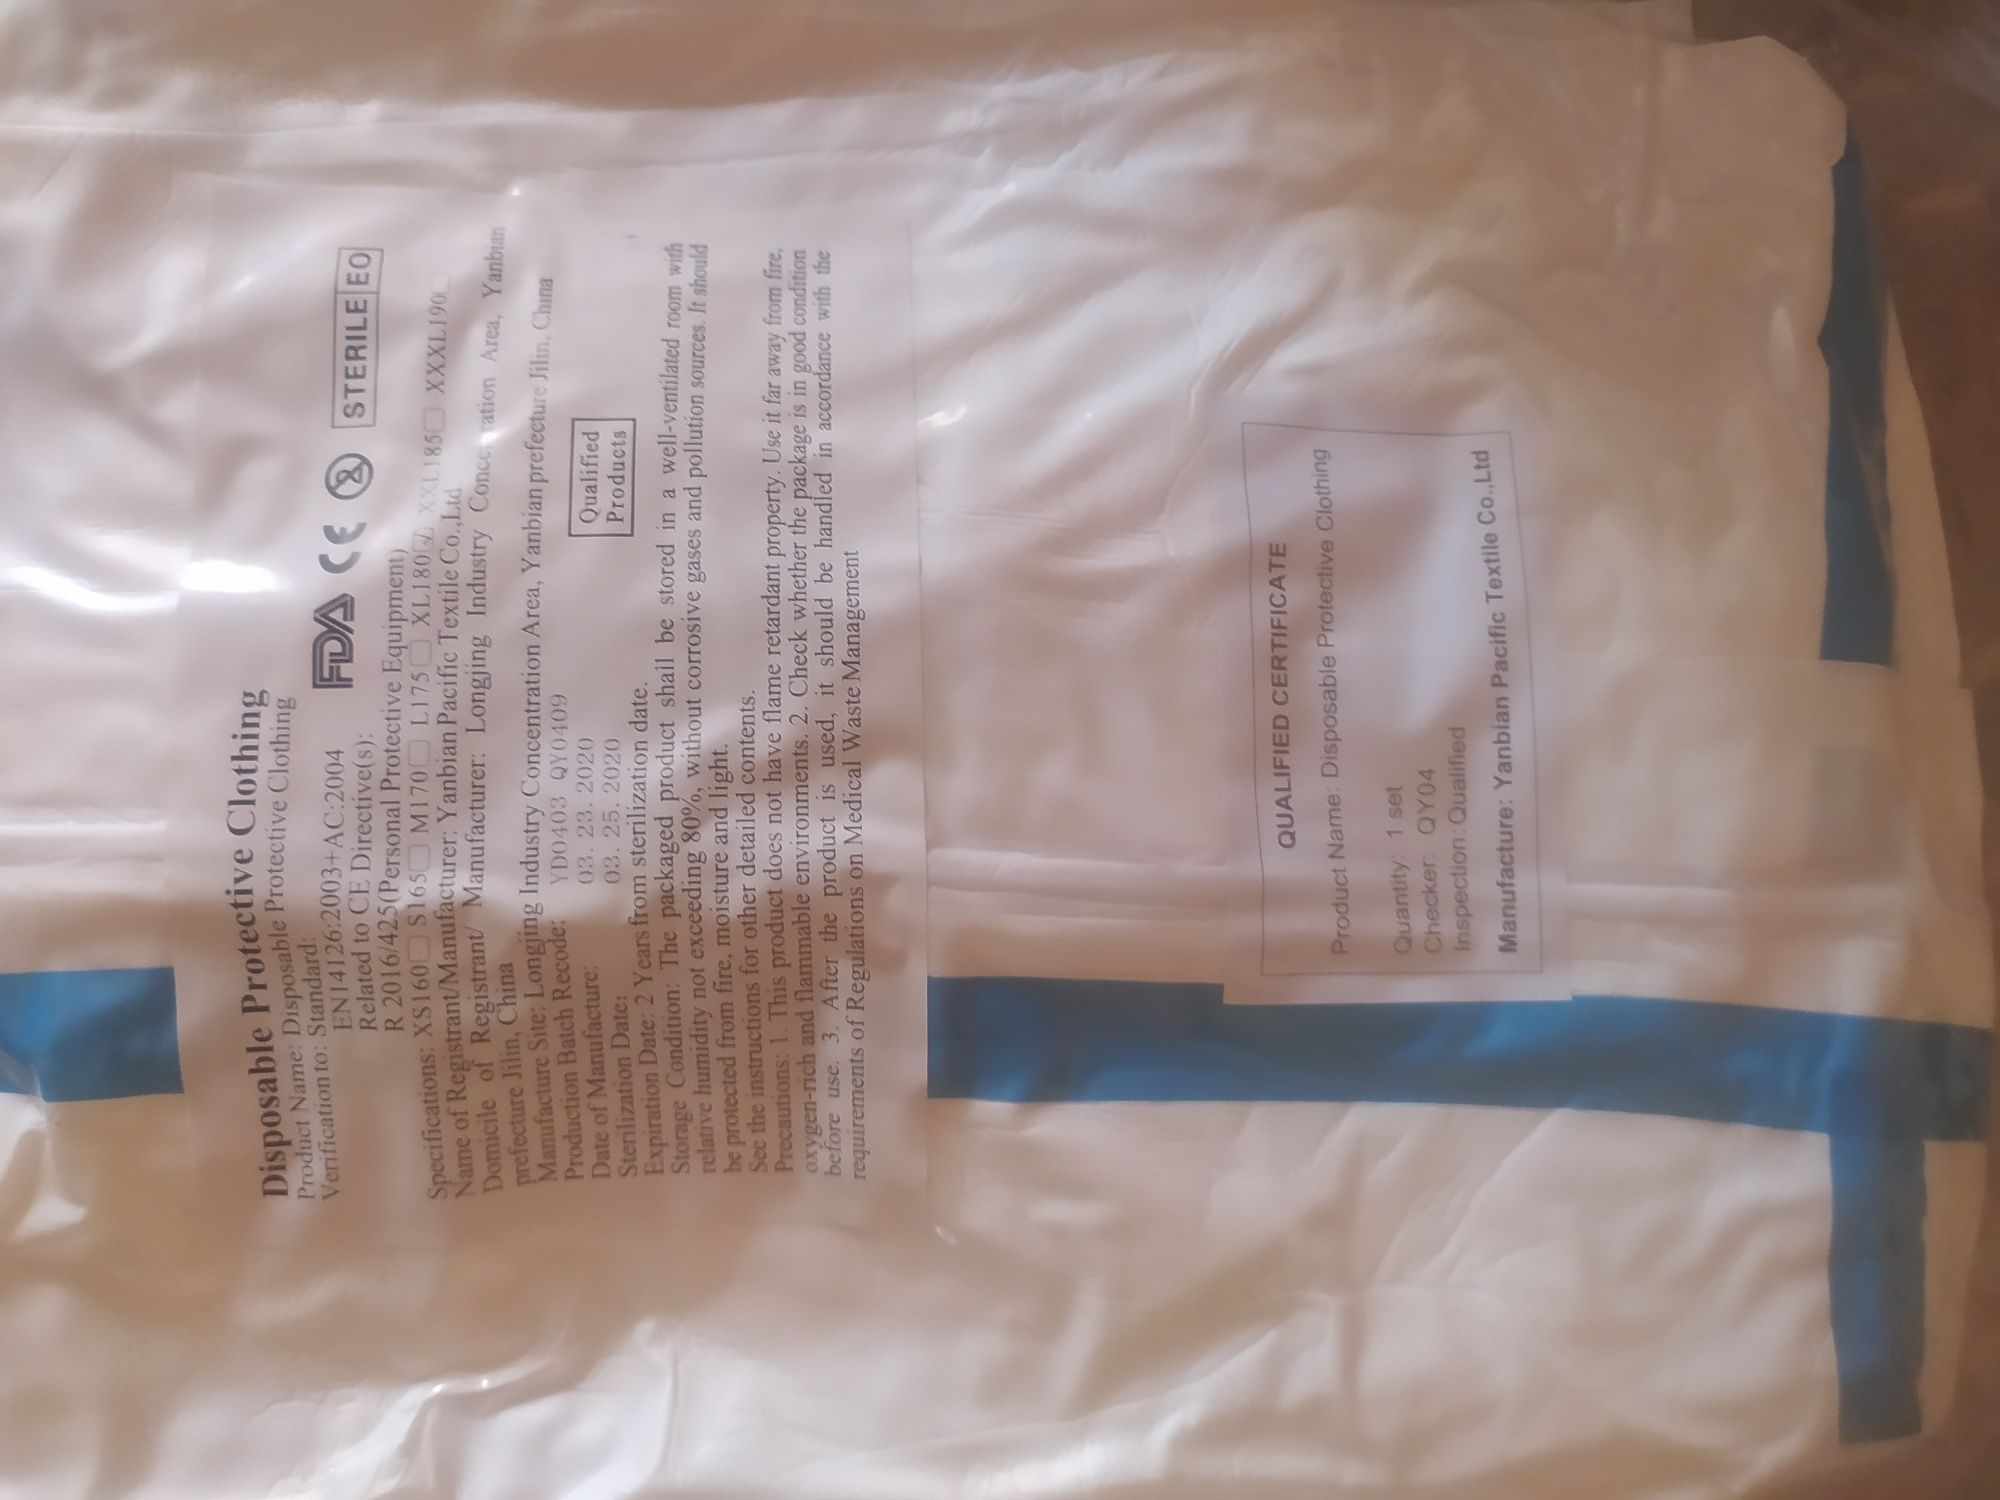 Disposable Protective Clothing
Product Name: Disposable Protective Clothing
Verification to: Standard:
EN14126:2003+AC:2004
Related to CE Directive(s):
R 2016/425(Personal Protective Equipment)
FDA CE 2 STERILE EO
Specifications: XS160□ S165□ M170□ L175□ XL180☑ XXL185□ XXXL190□
Name of Registrant/Manufacturer: Yanbian Pacific Textile Co.,Ltd
Domicile of Registrant/ Manufacturer: Longjing Industry Area, Yanbian
prefecture Jilin, China
Manufacture Site: Longjing Industry Concentration Area, Yanbian prefecture Jilin, China
Production Batch Recode: YD0403 QY0409
Date of Manufacture: 03. 23. 2020
Sterilization Date: 03. 25. 2020
Qualified
Products
Expiration Date: 2 Years from sterilization date.
Storage Condition: The packaged product shall be stored in a well-ventilated room with
relative humidity not exceeding 80%, without corrosive gases and pollution sources. It should
be protected from fire, moisture and light.
See the instructions for other detailed contents.
Precautions: 1. This product does not have flame retardant property. Use it far away from fire,
oxygen-rich and flammable environments. 2. Check whether the package is in good condition
before use. 3. After the product is used, it should be handled in accordance with the
requirements of Regulations on Medical Waste Management
QUALIFIED CERTIFICATE
Product Name: Disposable Protective Clothing
Quantity: 1 set
Checker: QY04
Inspection:Qualified
Manufacture: Yanbian Pacific Textile Co.,Ltd